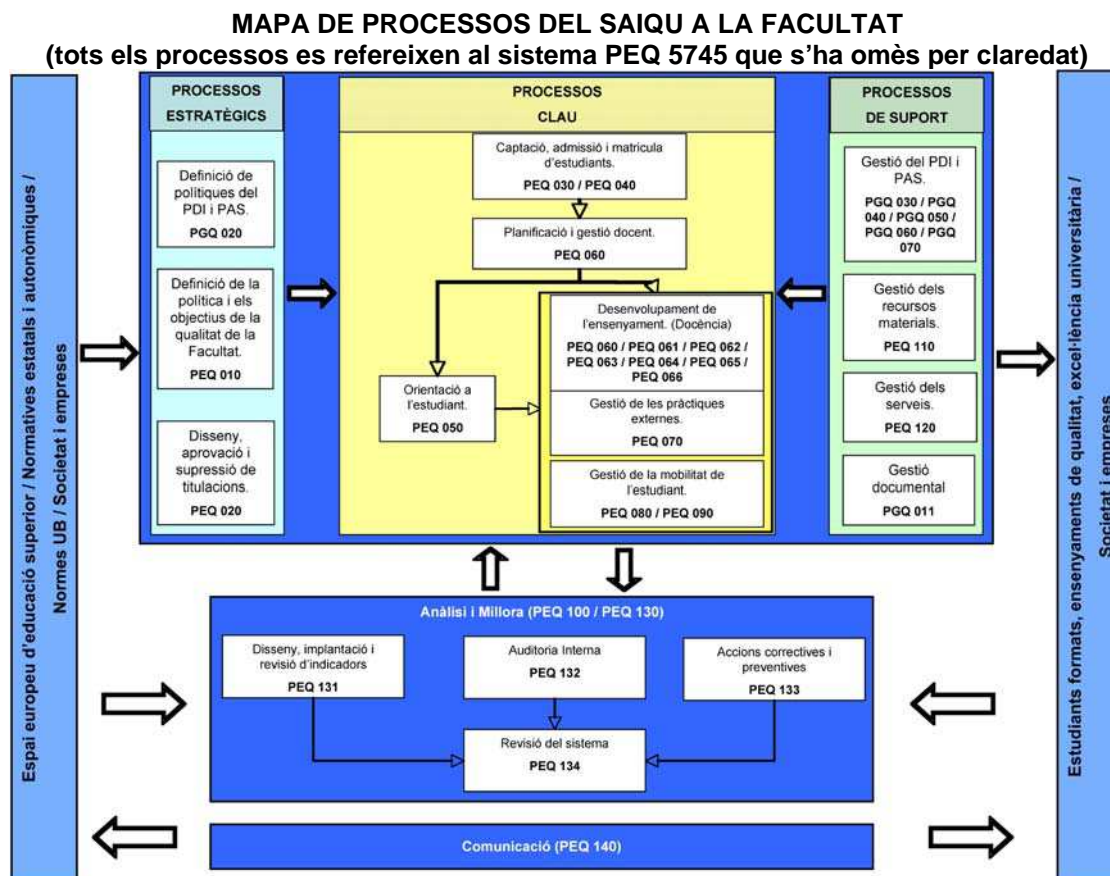 MAPA DE PROCESSOS DEL SAIQU A LA FACULTAT
(tots els processos es refereixen al sistema PEQ 5745 que s’ha omès per claredat)
Espai europeu d’educació superior / Normatives estatals i autonòmiques /
Normes UB / Societat i empreses
PROCESSOS
ESTRATÈGICS
Definició de
polítiques del
PDI i PAS.
PGQ 020
Definició de la
política i els
objectius de la
qualitat de la
Facultat.
PEQ 010
Disseny,
aprovació i
supressió de
titulacions.
PEQ 020
PROCESSOS
CLAU
Captació, admissió i matricula
d’estudiants.
PEQ 030 / PEQ 040
Planificació i gestió docent.
PEQ 060
Orientació a
l’estudiant.
PEQ 050
Desenvolupament de
l’ensenyament. (Docència)
PEQ 060 / PEQ 061 / PEQ 062 /
PEQ 063 / PEQ 064 / PEQ 065 /
PEQ 066
Gestió de les pràctiques
externes.
PEQ 070
Gestió de la mobilitat de
l’estudiant.
PEQ 080 / PEQ 090
PROCESSOS
DE SUPORT
Gestió del PDI i
PAS.
PGQ 030 / PGQ
040 / PGQ 050 /
PGQ 060 / PGQ
070
Gestió dels
recursos
materials.
PEQ 110
Gestió dels
serveis.
PEQ 120
Gestió
documental
PGQ 011
Estudiants formats, ensenyaments de qualitat, excel·lència universitària /
Societat i empreses
Anàlisi i Millora (PEQ 100 / PEQ 130)
Disseny, implantació i
revisió d’indicadors
PEQ 131
Auditoria Interna
PEQ 132
Accions correctives i
preventives
PEQ 133
Revisió del sistema
PEQ 134
Comunicació (PEQ 140)